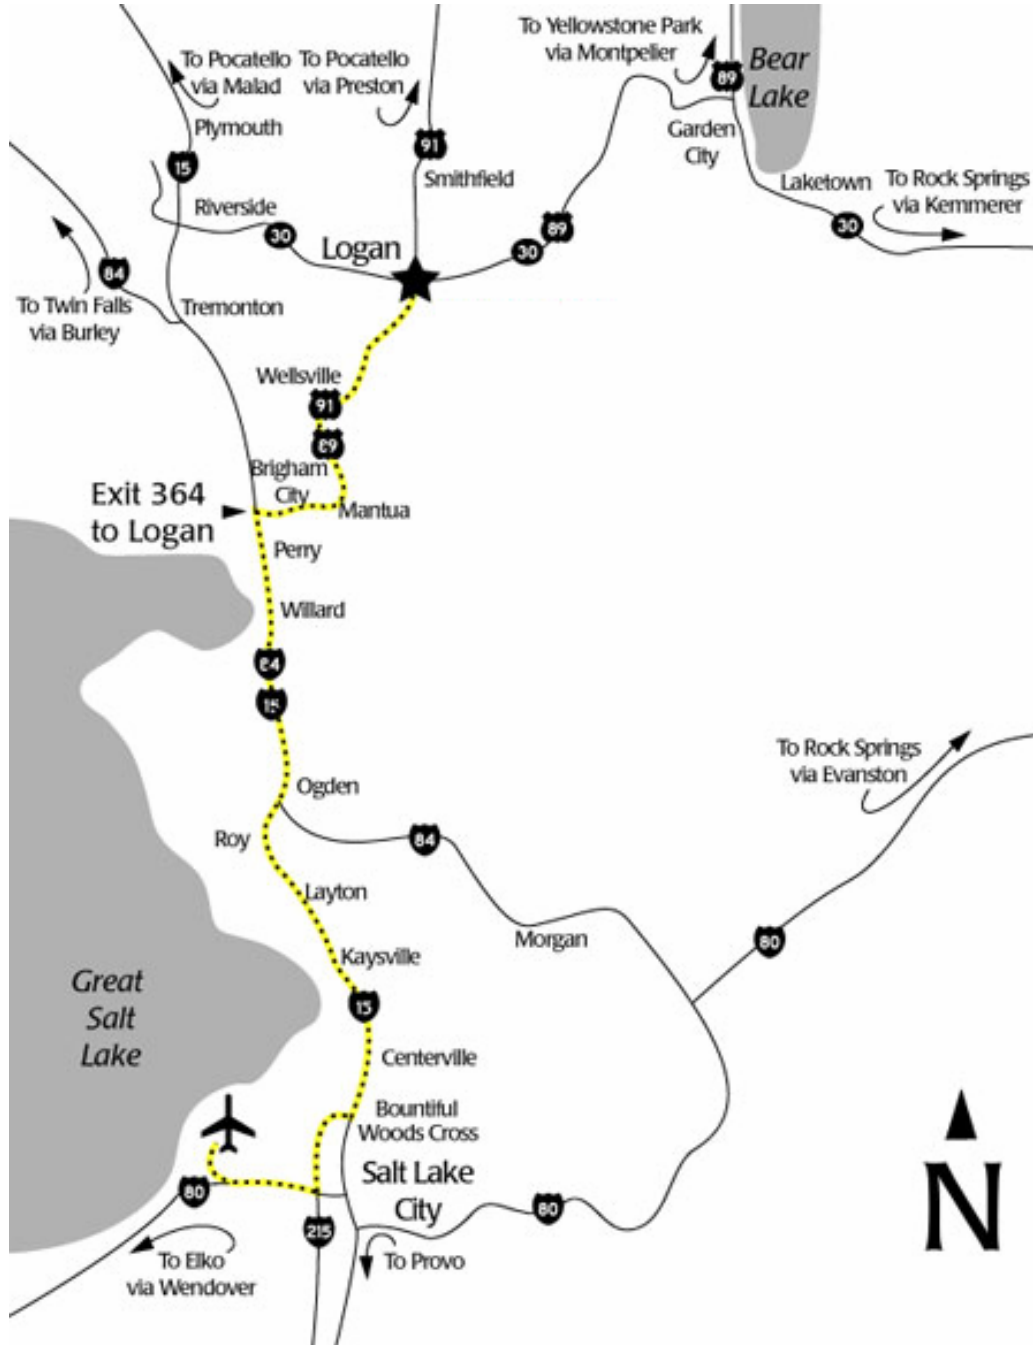 To Yellowstone Park
via Montpelier
To Pocatello
via Malad
To Pocatello
via Preston
89
Bear
Lake
Plymouth
91
Garden
City
15
Smithfield
Laketown
To Rock Springs
via Kemmerer
Riverside
30
Logan
30
89
30
84
To Twin Falls
via Burley
Tremonton
Wellsville
91
89
Brigham
City
Mantua
Exit 364
to Logan
Perry
Willard
84
15
To Rock Springs
via Evanston
Ogden
Roy
84
Layton
Morgan
80
Kaysville
Great
Salt
Lake
15
Centerville
Bountiful
Woods Cross
Salt Lake
City
80
80
215
To Elko
via Wendover
To Provo
N